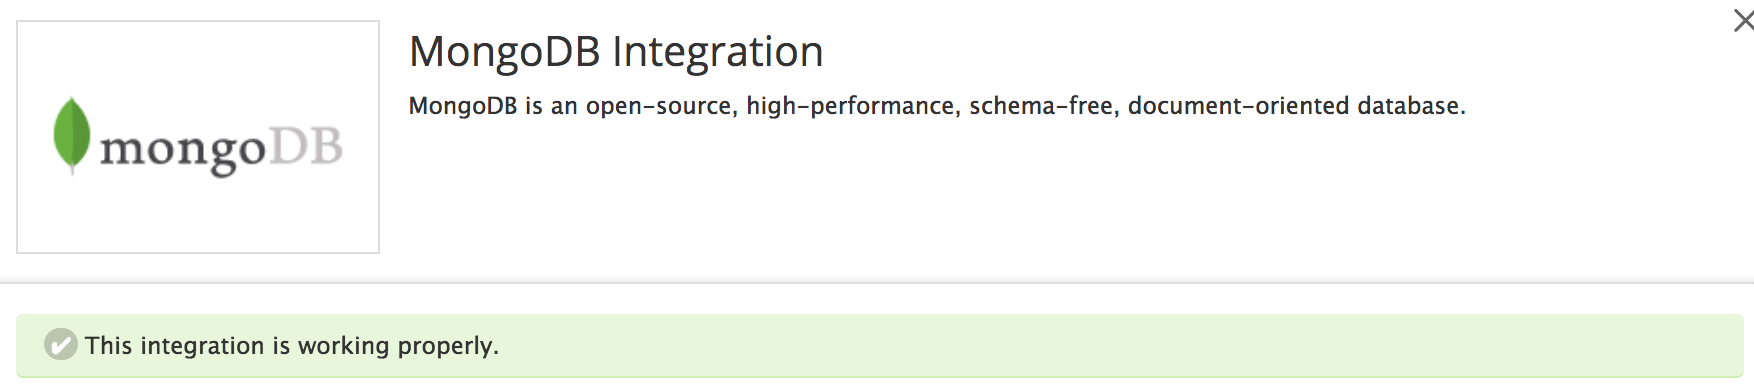 mongoDB
MongoDB Integration
MongoDB is an open-source, high-performance, schema-free, document-oriented database.
This integration is working properly.